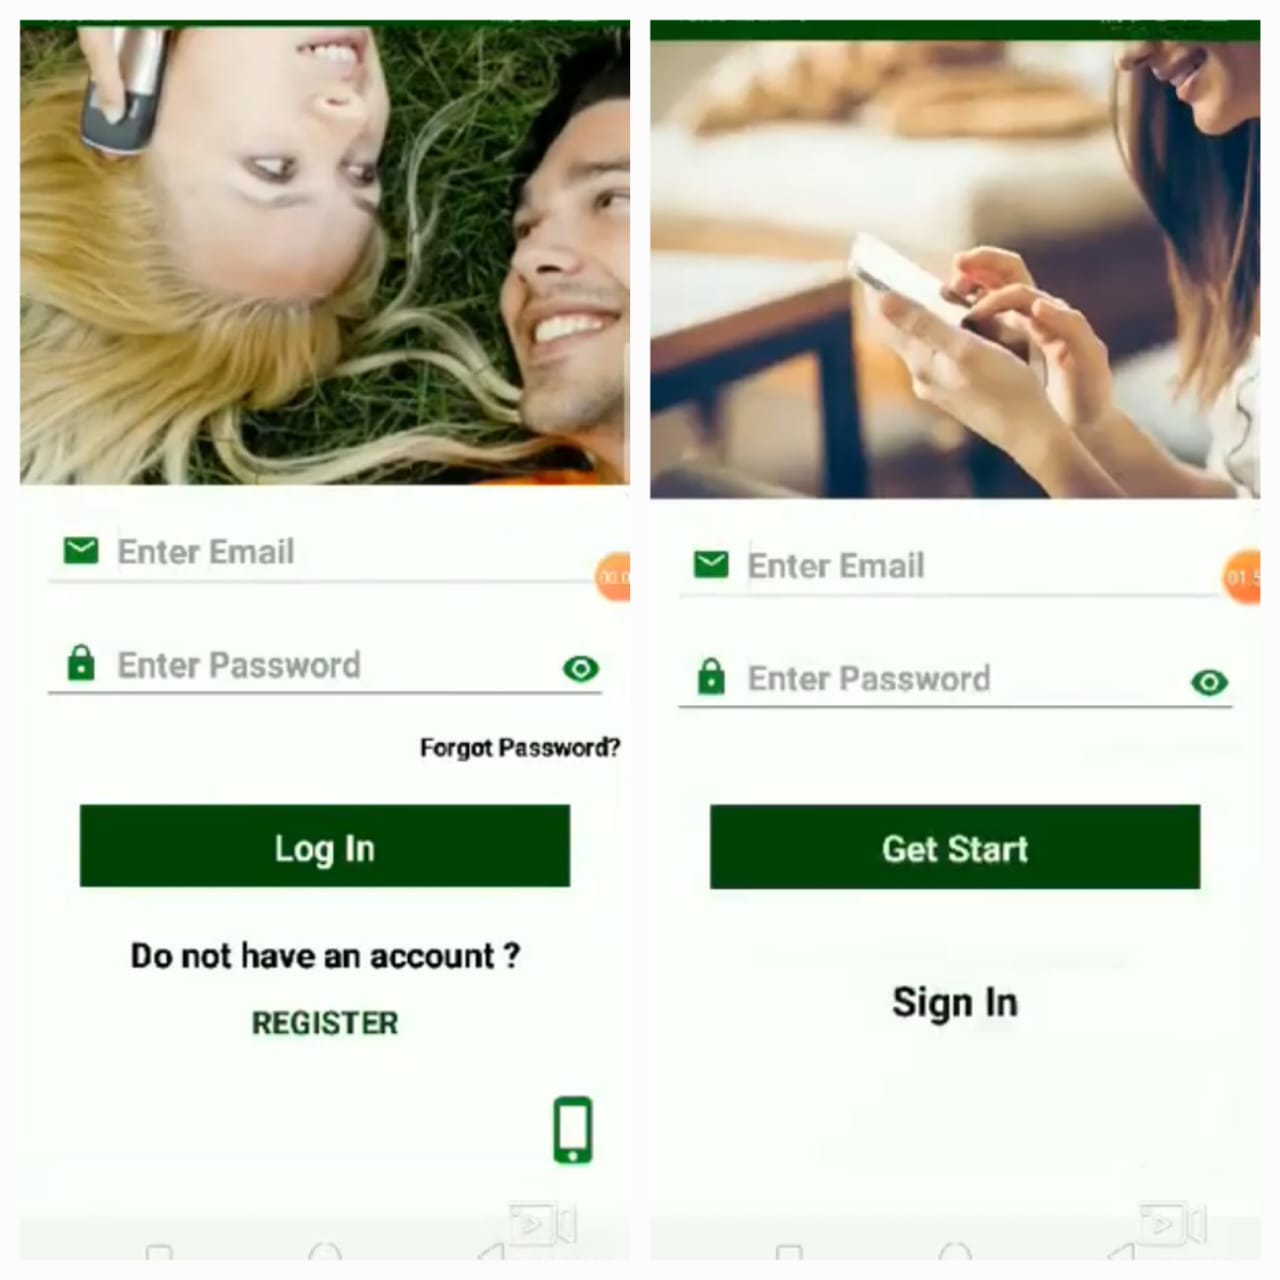 Enter Email
Enter Password
Forgot Password?
Log In
Do not have an account ?
REGISTER
Enter Email
Enter Password
Get Start
Sign In